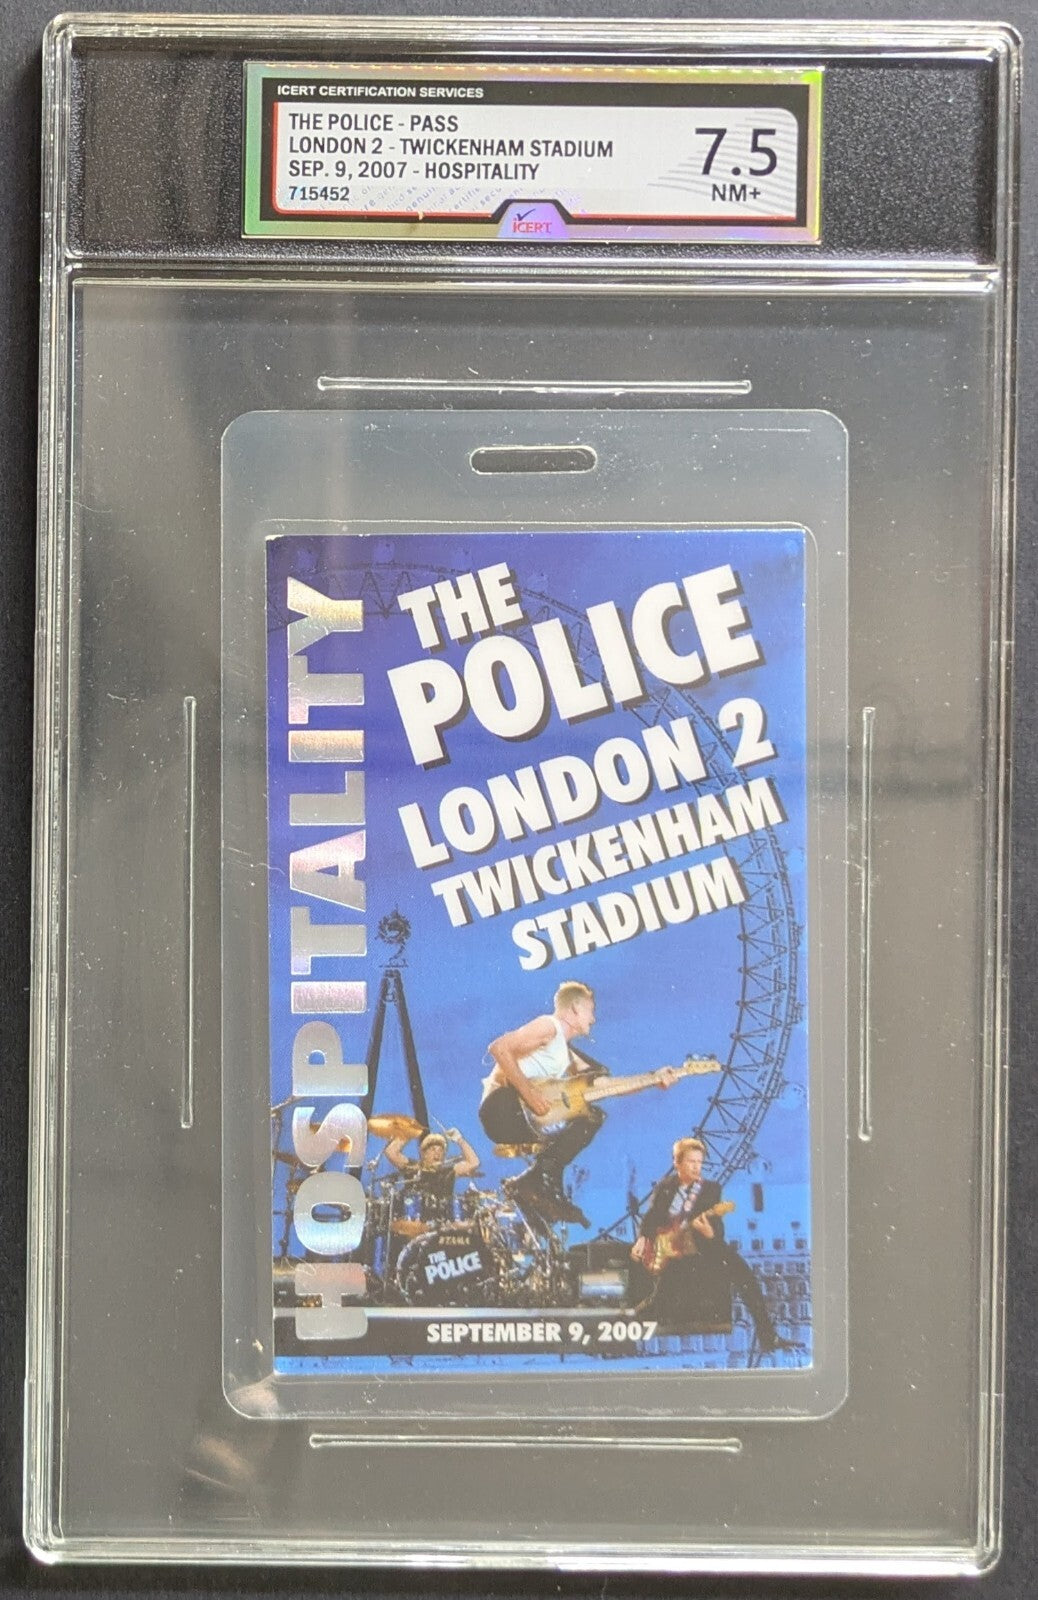 ICERT CERTIFICATION SERVICES
THE POLICE - PASS
LONDON 2 - TWICKENHAM STADIUM
SEP. 9, 2007 - HOSPITALITY
715452
7.5
NM+
ICERT
HOSPITALITY
THE
POLICE
LONDON 2
TWICKENHAM
STADIUM
TAMA
THE
POLICE
SEPTEMBER 9, 2007